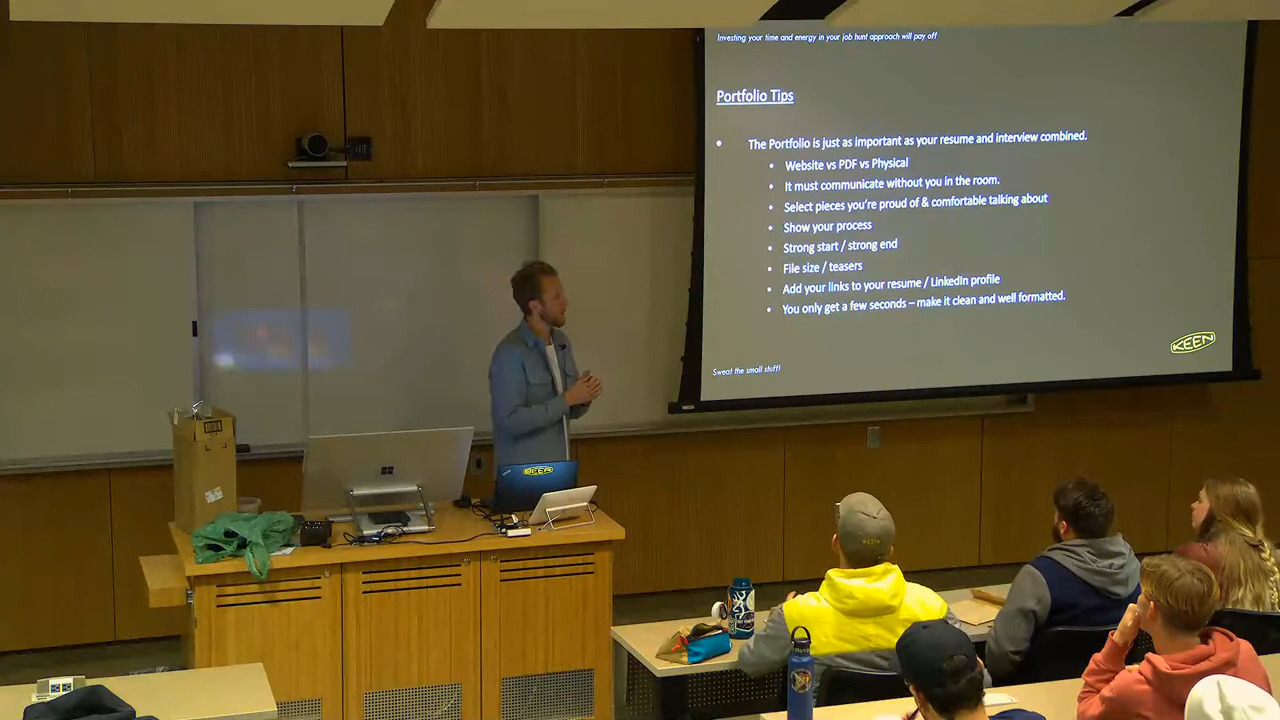 Investing your time and energy in your job hunt approach will pay off
Portfolio Tips
• The Portfolio is just as important as your resume and interview combined.
• Website vs PDF vs Physical
• It must communicate without you in the room.
• Select pieces you're proud of & comfortable talking about
• Show your process
• Strong start / strong end
• File size / teasers
• Add your links to your resume / LinkedIn profile
• You only get a few seconds – make it clean and well formatted.
KEEN
Sweat the small stuff!
KEEN